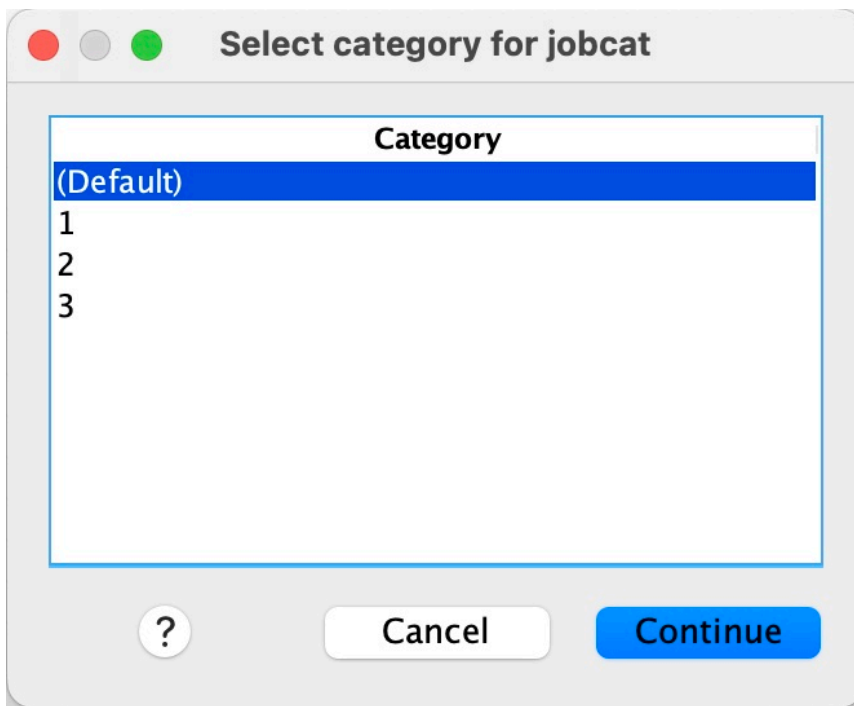 Select category for jobcat
Category
(Default)
1
2
3
?
Cancel
Continue